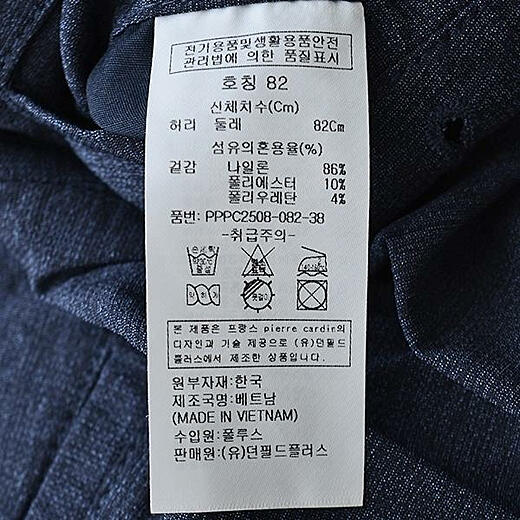 전기용품및생활용품안전
관리법에 의한 품질표시
호칭 82
신체치수(Cm)
허리 둘레 82Cm
섬유의혼용율(%)
겉감 나일론 86%
폴리에스터 10%
폴리우레탄 4%
품번: PPPC2508-082-38
-취급주의-
본 제품은 프랑스 pierre cardin의
디자인과 기술 제공으로 (유)던필드
플러스에서 제조한 상품입니다.
원부자재:한국
제조국명:베트남
(MADE IN VIETNAM)
수입원:풀루스
판매원:(유)던필드플러스